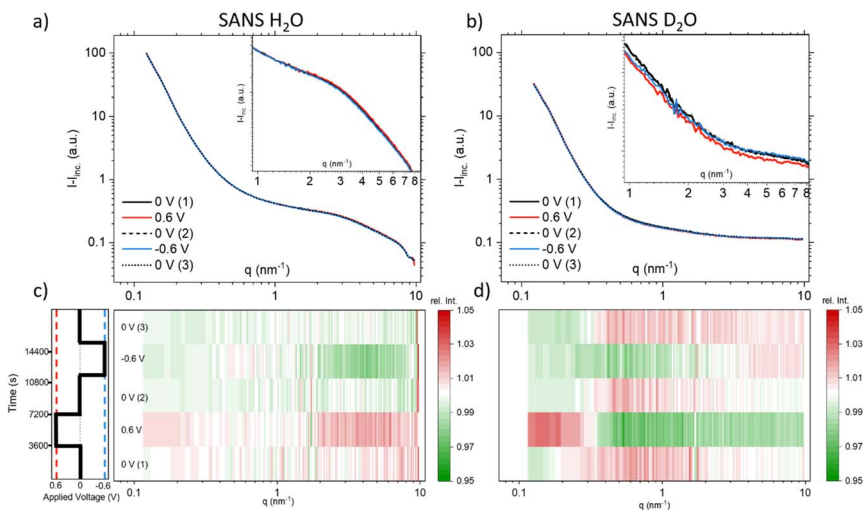 a) SANS H₂O
100
10
1
0.1
I-I_Inc. (a.u.)
0 V (1)
0.6 V
0 V (2)
-0.6 V
0 V (3)
q (nm⁻¹)
0.1 1 10
I-I_Inc. (a.u.)
q (nm⁻¹)
1 2 3 4 5 6 7 8
b) SANS D₂O
100
10
1
0.1
I-I_Inc. (a.u.)
0 V (1)
0.6 V
0 V (2)
-0.6 V
0 V (3)
q (nm⁻¹)
0.1 1 10
I-I_Inc. (a.u.)
q (nm⁻¹)
1 2 3 4 5 6 7 8
c)
Time (s)
14400
10800
7200
3600
0.6 0 -0.6
Applied Voltage (V)
0 V (3)
-0.6 V
0 V (2)
0.6 V
0 V (1)
0.1 1 10
q (nm⁻¹)
rel. Int.
1.05
1.03
1.01
0.99
0.97
0.95
d)
0.1 1 10
q (nm⁻¹)
rel. Int.
1.05
1.03
1.01
0.99
0.97
0.95